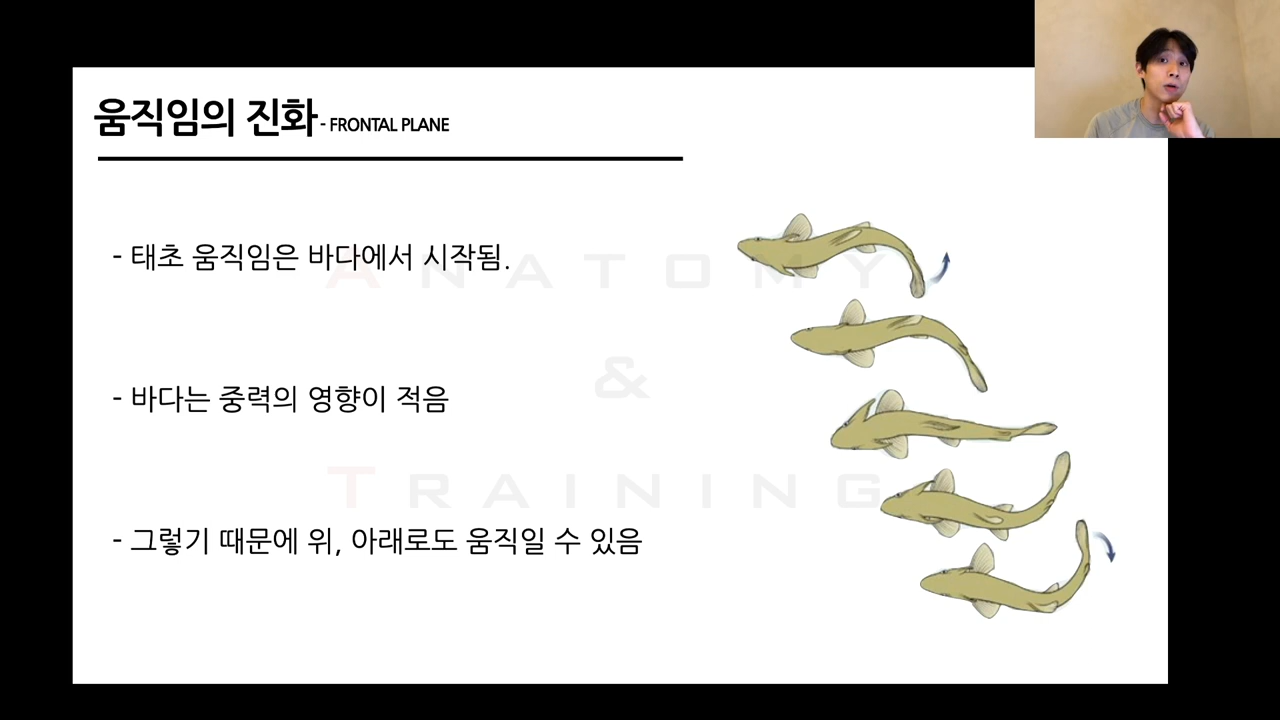 움직임의 진화 - FRONTAL PLANE
- 태초 움직임은 바다에서 시작됨.
- 바다는 중력의 영향이 적음
- 그렇기 때문에 위, 아래로도 움직일 수 있음
ANATOMY
&
TRAINING